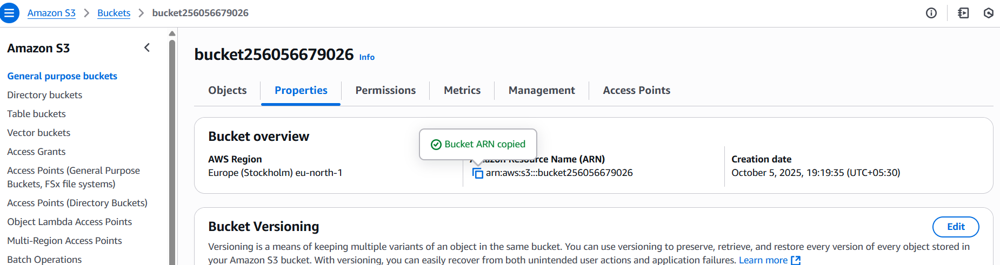 Amazon S3 > Buckets > bucket256056679026
Amazon S3
General purpose buckets
Directory buckets
Table buckets
Vector buckets
Access Grants
Access Points (General Purpose
Buckets, FSx file systems)
Access Points (Directory Buckets)
Object Lambda Access Points
Multi-Region Access Points
Batch Operations
bucket256056679026 Info
Objects Properties Permissions Metrics Management Access Points
Bucket overview
Bucket ARN copied
AWS Region
Europe (Stockholm) eu-north-1
Resource Name (ARN)
arn:aws:s3:::bucket256056679026
Creation date
October 5, 2025, 19:19:35 (UTC+05:30)
Bucket Versioning
Edit
Versioning is a means of keeping multiple variants of an object in the same bucket. You can use versioning to preserve, retrieve, and restore every version of every object stored in
your Amazon S3 bucket. With versioning, you can easily recover from both unintended user actions and application failures. Learn more